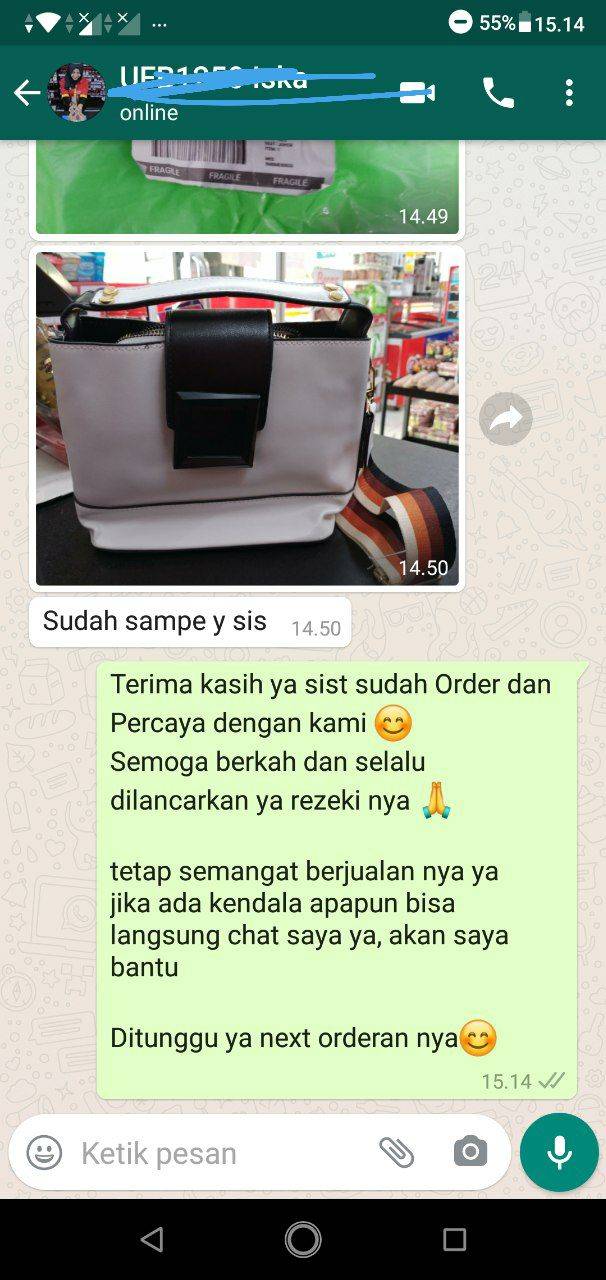 55% 15.14
online
FRAGILE FRAGILE FRAGILE
14.49
14.50
Sudah sampe y sis 14.50
Terima kasih ya sist sudah Order dan
Percaya dengan kami 😊
Semoga berkah dan selalu
dilancarkan ya rezeki nya 🙏
tetap semangat berjualan nya ya
jika ada kendala apapun bisa
langsung chat saya ya, akan saya
bantu
Ditunggu ya next orderan nya😊
15.14
Ketik pesan